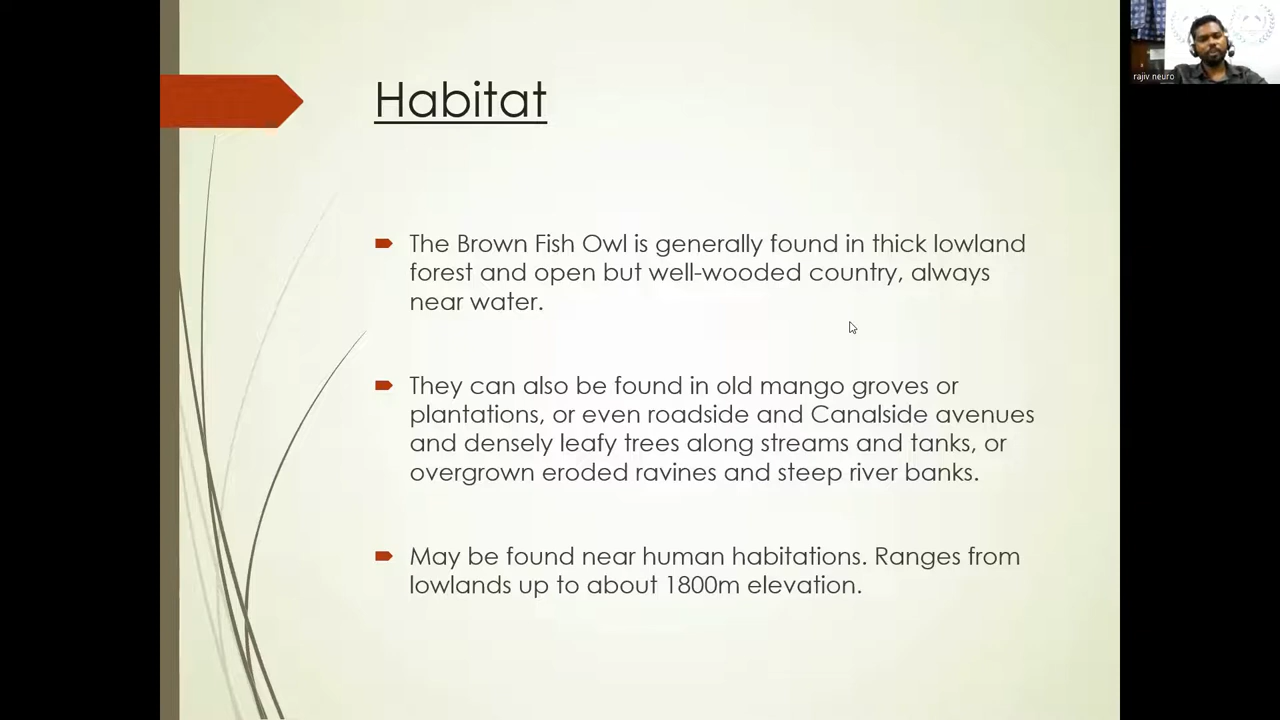 rajiv neuro
Habitat
The Brown Fish Owl is generally found in thick lowland
forest and open but well-wooded country, always
near water.
They can also be found in old mango groves or
plantations, or even roadside and Canalside avenues
and densely leafy trees along streams and tanks, or
overgrown eroded ravines and steep river banks.
May be found near human habitations. Ranges from
lowlands up to about 1800m elevation.